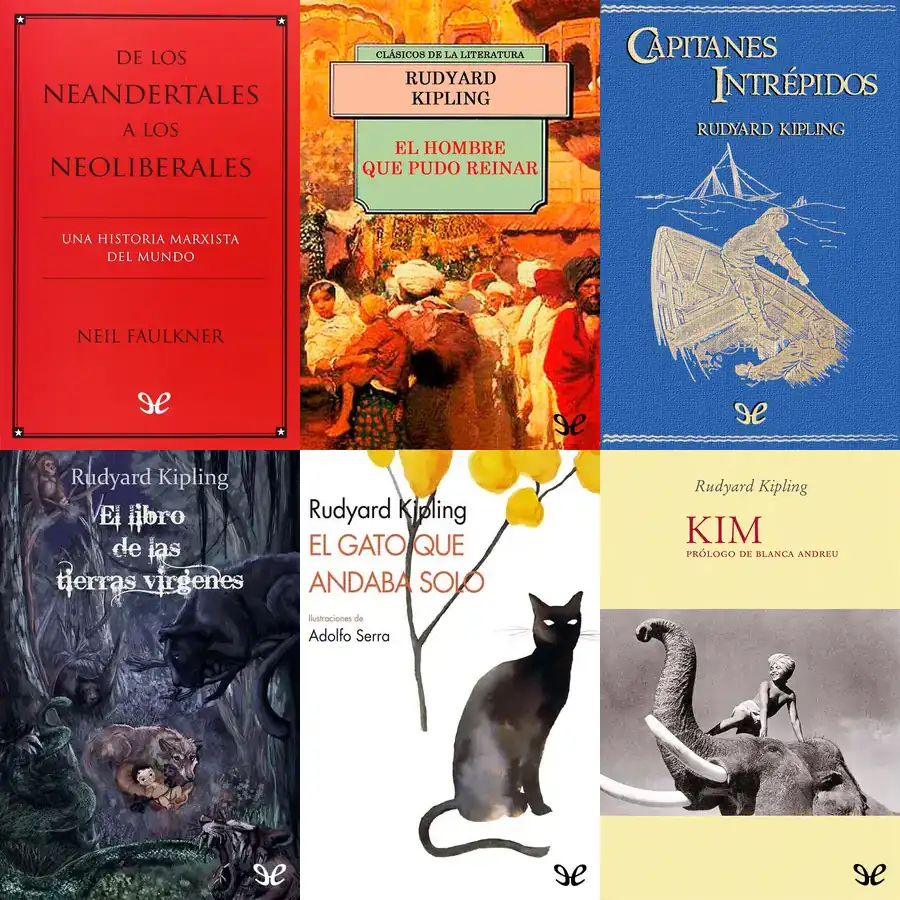 DE LOS
NEANDERTALES
A LOS
NEOLIBERALES
UNA HISTORIA MARXISTA
DEL MUNDO
NEIL FAULKNER
CLÁSICOS DE LA LITERATURA
RUDYARD
KIPLING
EL HOMBRE
QUE PUDO REINAR
CAPITANES
INTRÉPIDOS
RUDYARD KIPLING
Rudyard Kipling
El libro
de las
tierras vírgenes
Rudyard Kipling
EL GATO QUE
ANDABA SOLO
Ilustraciones de
Adolfo Serra
Rudyard Kipling
KIM
PRÓLOGO DE BLANCA ANDREU